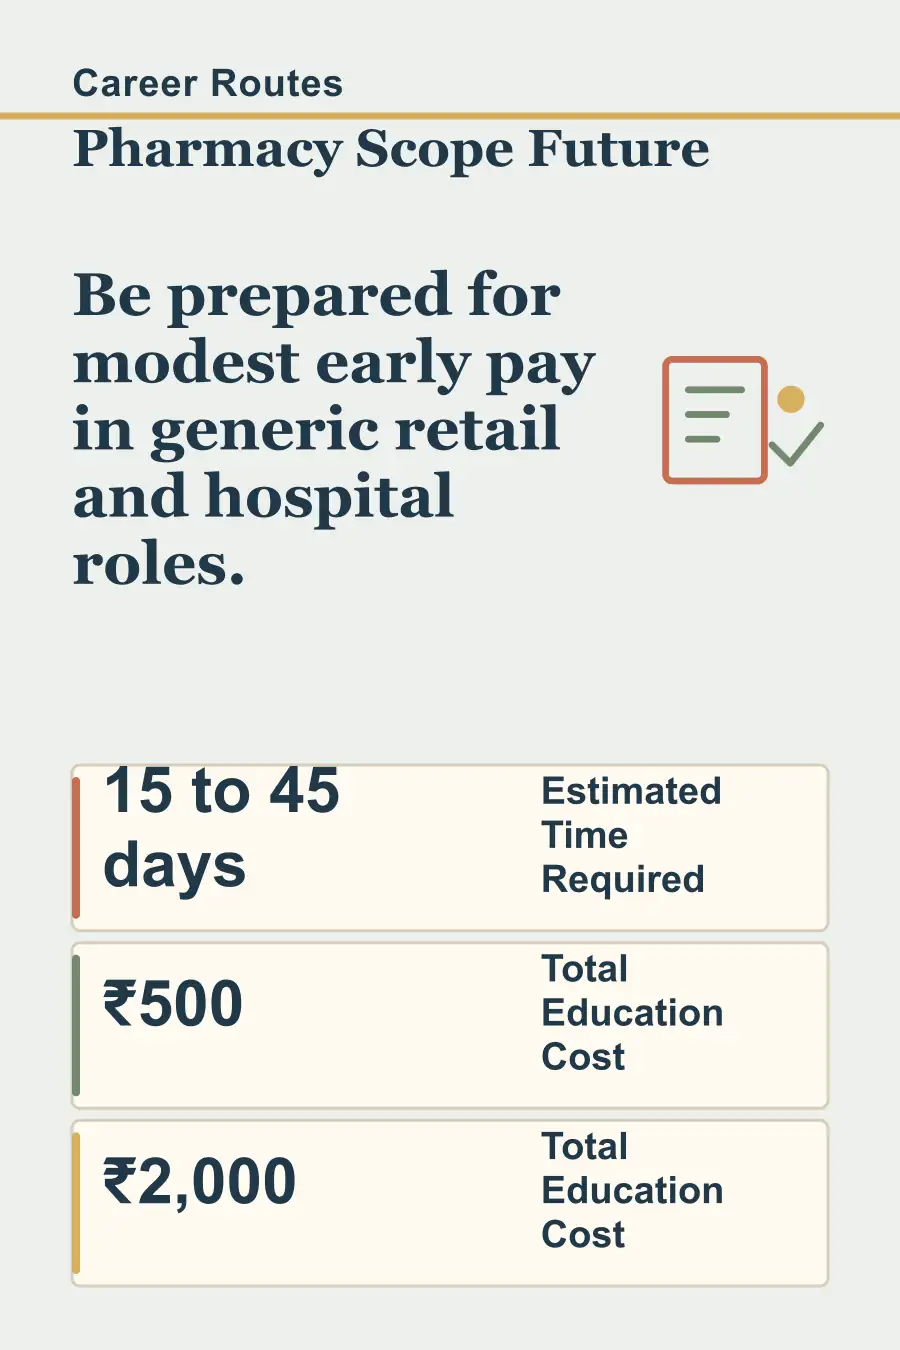 Career Routes
Pharmacy Scope Future
Be prepared for
modest early pay
in generic retail
and hospital
roles.
15 to 45
days
Estimated
Time
Required
₹500
Total
Education
Cost
₹2,000
Total
Education
Cost